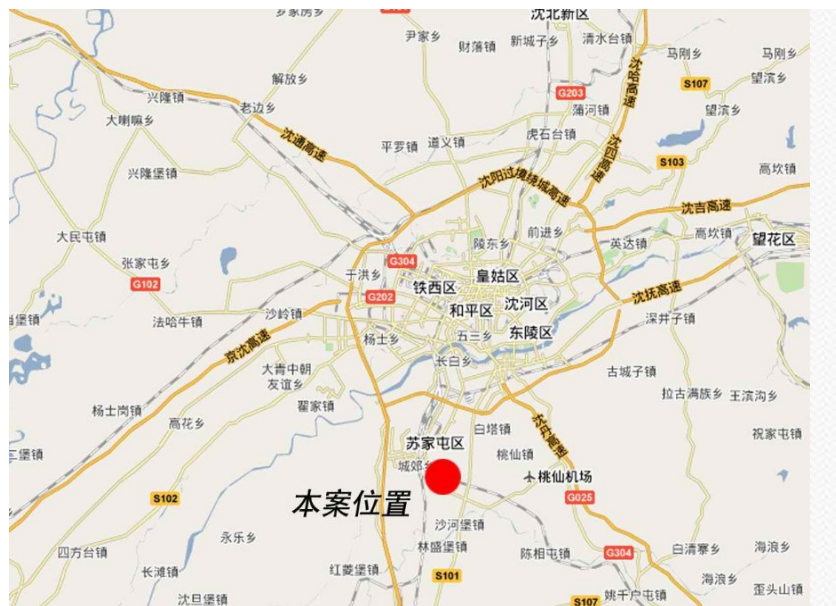 沈北新区
尹家乡
财落镇
新城子乡
清水台镇
马刚乡
马刚乡
解放乡
沈哈高速
S107
望滨乡
兴隆镇
老边乡
G203
蒲河镇
望滨乡
大喇嘛乡
沈通高速
平罗镇
道义镇
虎石台镇
沈四高速
S103
高坎镇
兴隆堡镇
沈阳过境绕城高速
沈吉高速
大民屯镇
陵东乡
前进乡
英达镇
高坎镇
望花区
张家屯乡
G102
于洪乡
G304
皇姑区
铁西区
G202
沈河区
沈抚高速
法哈牛镇
沙岭镇
和平区
深井子镇
杨士乡
五三乡
东陵区
京沈高速
长白乡
大青中朝
友谊乡
古城子镇
拉古满族乡
王滨沟乡
杨士岗镇
高花乡
翟家镇
白塔镇
沈丹高速
祝家屯镇
二堡镇
苏家屯区
桃仙镇
城郊乡
桃仙机场
S102
本案位置
G025
沙河堡镇
永乐乡
林盛堡镇
四方台镇
陈相屯镇
G304
白清寨乡
海浪乡
长滩镇
红菱堡镇
S101
海浪乡
沈旦堡镇
S107
姚千户屯镇
歪头山镇